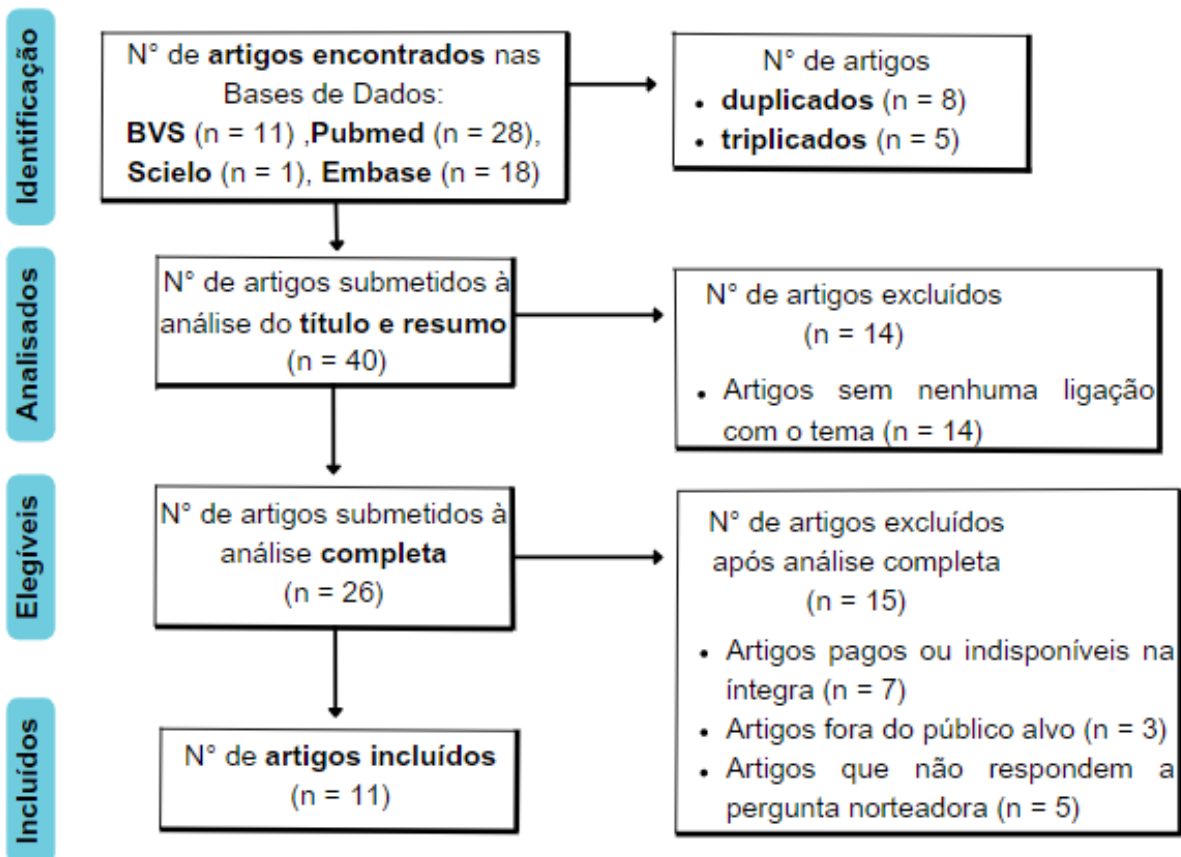 Identificação
N° de artigos encontrados nas
Bases de Dados:
BVS (n = 11) ,Pubmed (n = 28),
Scielo (n = 1), Embase (n = 18)
N° de artigos
• duplicados (n = 8)
• triplicados (n = 5)
Analisados
N° de artigos submetidos à
análise do título e resumo
(n = 40)
N° de artigos excluídos
(n = 14)
• Artigos sem nenhuma ligação
com o tema (n = 14)
Elegíveis
N° de artigos submetidos à
análise completa
(n = 26)
N° de artigos excluídos
após análise completa
(n = 15)
• Artigos pagos ou indisponíveis na
íntegra (n = 7)
• Artigos fora do público alvo (n = 3)
• Artigos que não respondem a
pergunta norteadora (n = 5)
Incluídos
N° de artigos incluídos
(n = 11)